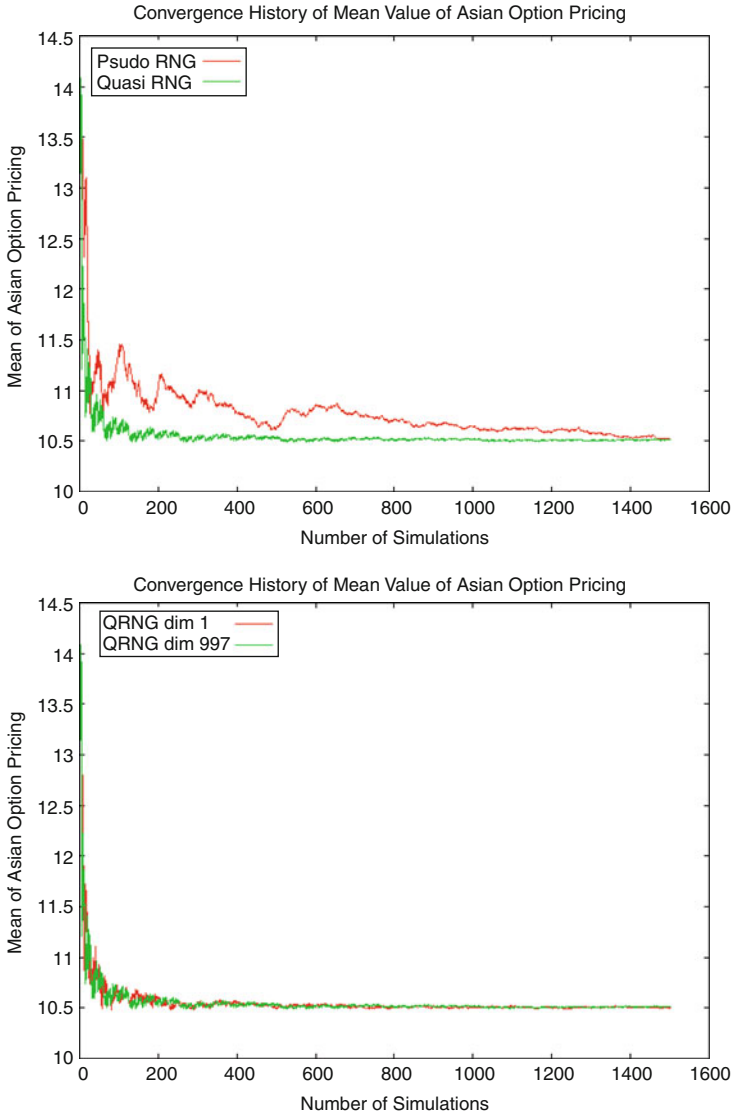 Convergence History of Mean Value of Asian Option Pricing
14.5
14
13.5
13
12.5
12
11.5
11
10.5
10
Mean of Asian Option Pricing
Psudo RNG
Quasi RNG
0 200 400 600 800 1000 1200 1400 1600
Number of Simulations
Convergence History of Mean Value of Asian Option Pricing
14.5
14
13.5
13
12.5
12
11.5
11
10.5
10
Mean of Asian Option Pricing
QRNG dim 1
QRNG dim 997
0 200 400 600 800 1000 1200 1400 1600
Number of Simulations